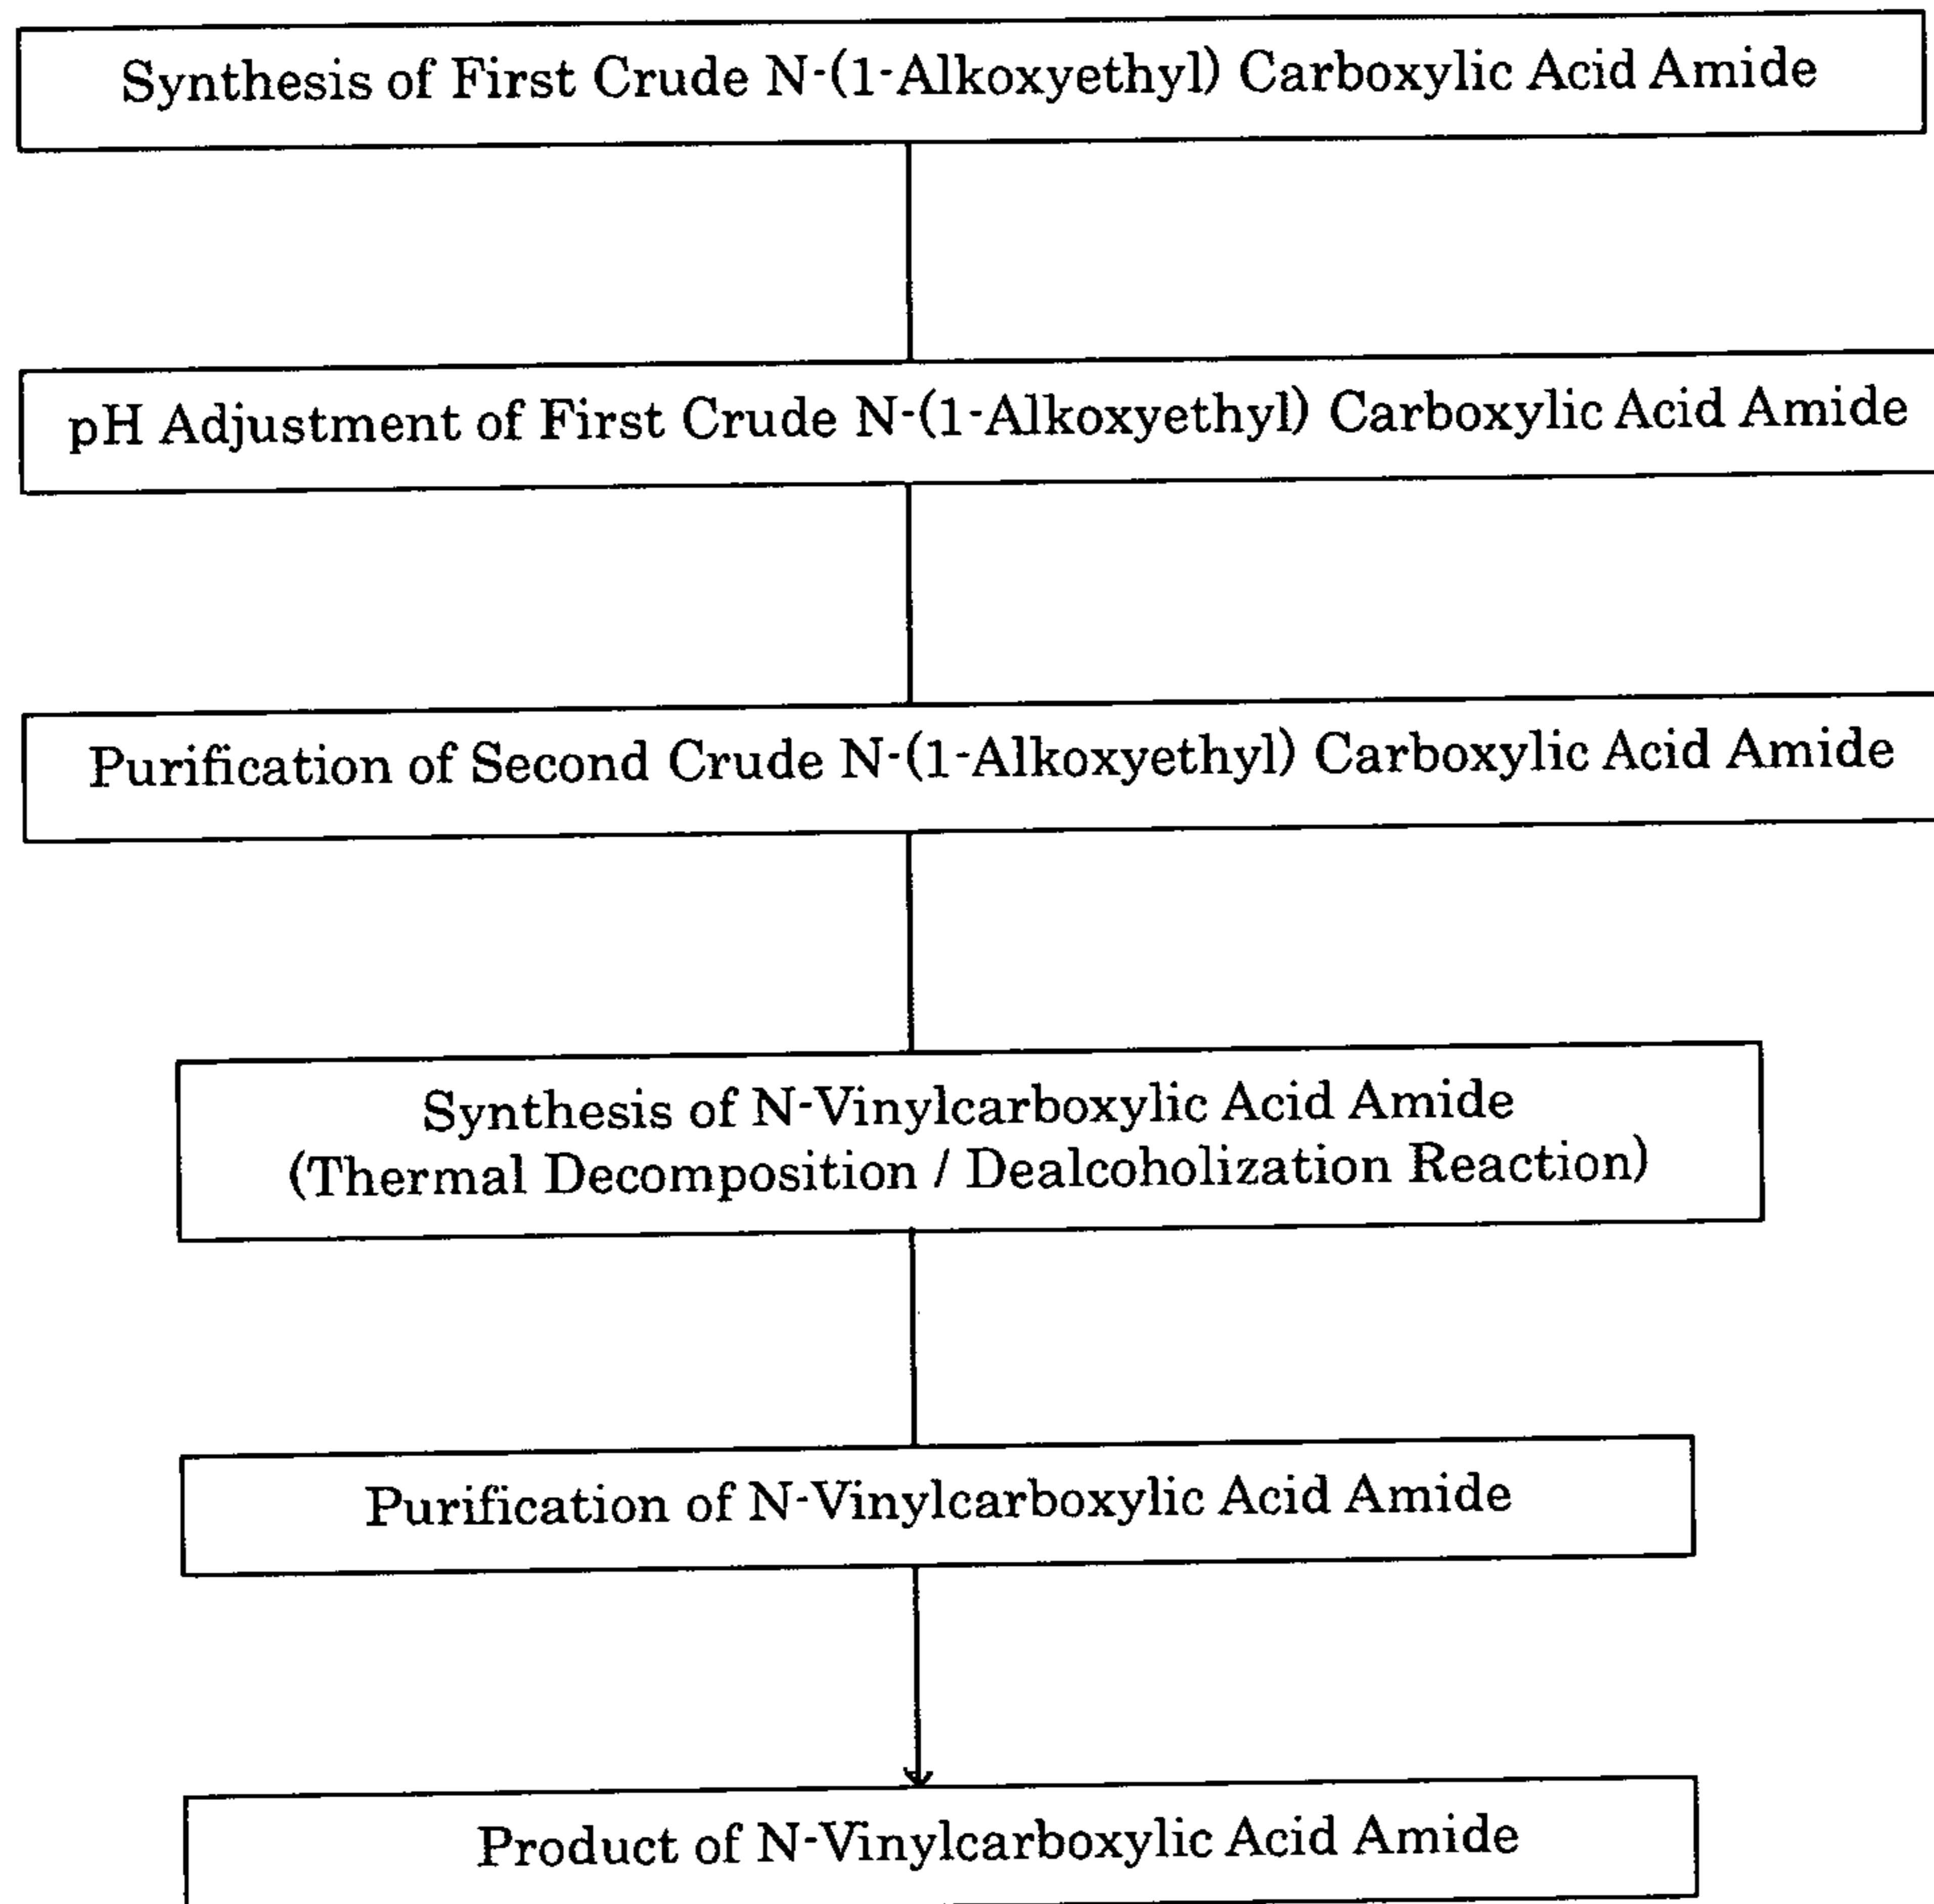 Synthesis of First Crude N-(1-Alkoxyethyl) Carboxylic Acid Amide
pH Adjustment of First Crude N-(1-Alkoxyethyl) Carboxylic Acid Amide
Purification of Second Crude N-(1-Alkoxyethyl) Carboxylic Acid Amide
Synthesis of N-Vinylcarboxylic Acid Amide
(Thermal Decomposition / Dealcoholization Reaction)
Purification of N-Vinylcarboxylic Acid Amide
Product of N-Vinylcarboxylic Acid Amide